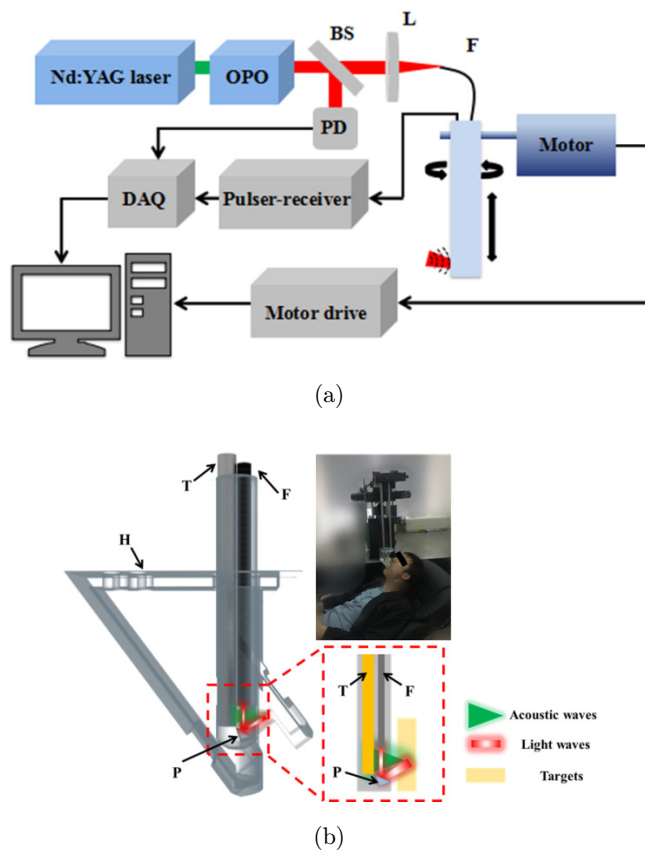 BS
L
F
Nd:YAG laser
OPO
PD
Motor
DAQ
Pulser-receiver
Motor drive
(a)
T
F
H
P
T
F
P
Acoustic waves
Light waves
Targets
(b)